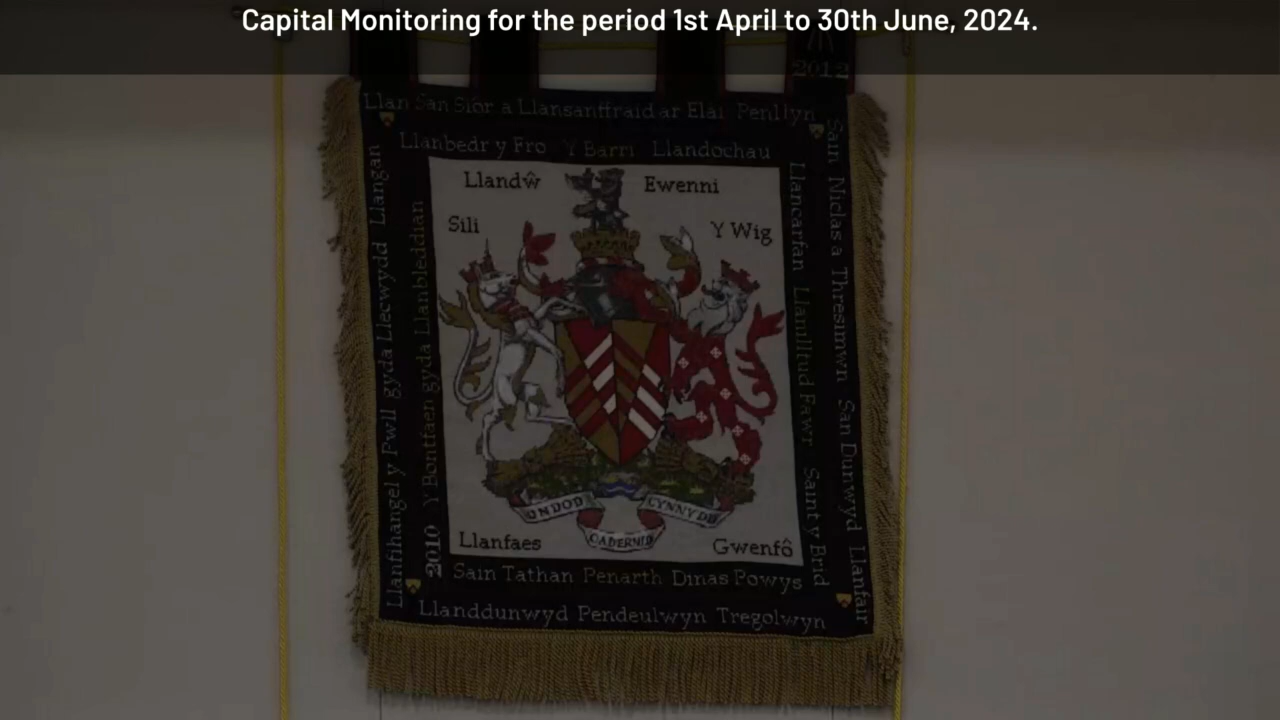 Capital Monitoring for the period 1st April to 30th June, 2024.
2012
Llan San Siôr a Llansanffraid ar Elai Penllyn
Llanbedr y Fro Y Barri Llandochau
Llandŵ
Ewenni
Sili
Y Wig
Llanfihangel y Pwll gyda Llecwydd Llangan
2010 Y Bontfaen gyda Llanbleddian
Llancarfan Llanilltud Fawr Saint y Brid
Sain Niclas a Thresimwn San Dunwyd Llanfair
UNDOD
CADERNID
CYNNYDD
Llanfaes
Gwenfô
Sain Tathan Penarth Dinas Powys
Llanddunwyd Pendeulwyn Tregolwyn